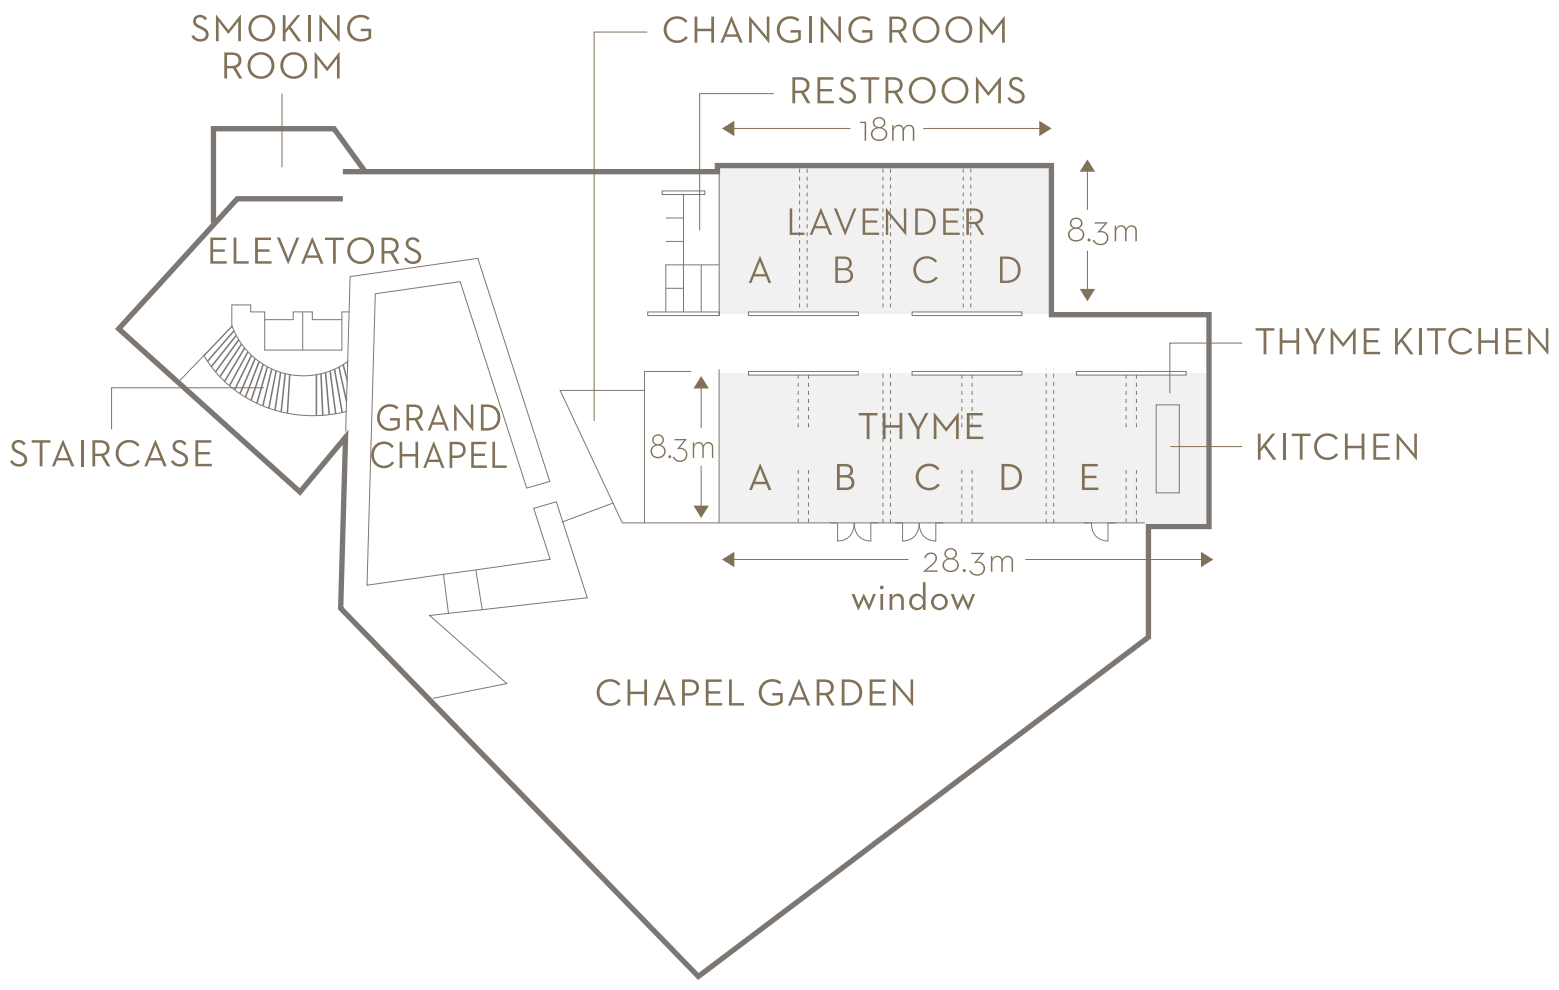 SMOKING
ROOM
CHANGING ROOM
RESTROOMS
18m
LAVENDER
A B C D
8.3m
ELEVATORS
THYME KITCHEN
STAIRCASE
GRAND
CHAPEL
8.3m
THYME
A B C D E
KITCHEN
28.3m
window
CHAPEL GARDEN